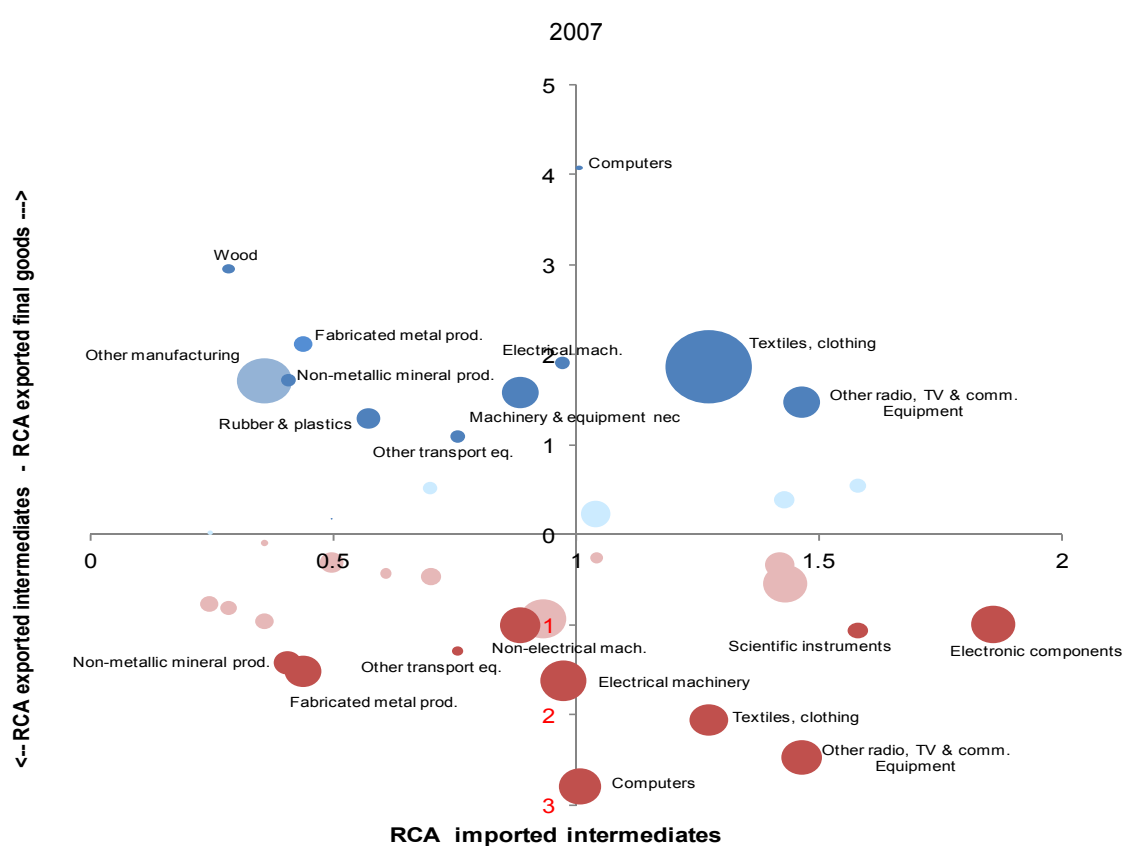 2007
5
Computers
4
Wood
3
Fabricated metal prod.
Other manufacturing
Electrical mach.
2
Textiles, clothing
Non-metallic mineral prod.
Other radio, TV & comm.
Equipment
Machinery & equipment nec
Rubber & plastics
1
Other transport eq.
0
0 0.5 1 1.5 2
1
Non-electrical mach.
Scientific instruments
Electronic components
Non-metallic mineral prod.
Other transport eq.
Electrical machinery
Fabricated metal prod.
2
Textiles, clothing
Other radio, TV & comm.
Equipment
Computers
3
RCA imported intermediates
<-- RCA exported intermediates - RCA exported final goods --->